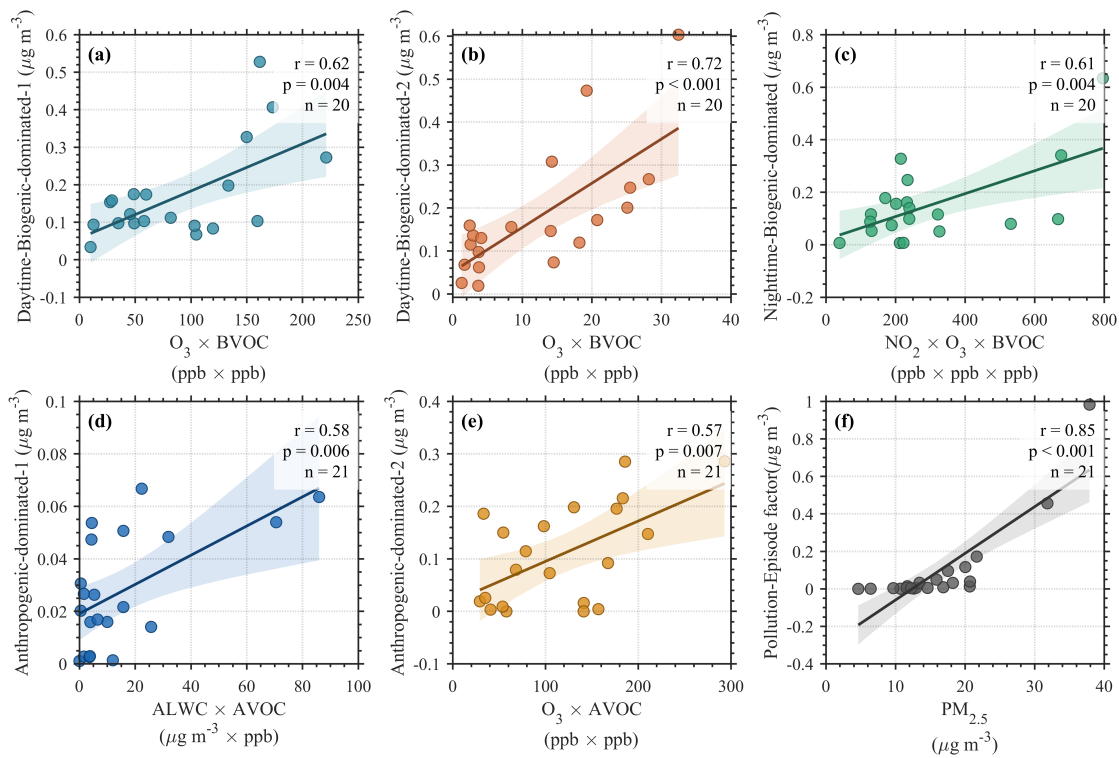 (a)
r = 0.62
p = 0.004
n = 20
Daytime-Biogenic-dominated-1 (μg m⁻³)
0.6
0.5
0.4
0.3
0.2
0.1
0
-0.1
0 50 100 150 200 250
O₃ × BVOC
(ppb × ppb)
(b)
r = 0.72
p < 0.001
n = 20
Daytime-Biogenic-dominated-2 (μg m⁻³)
0.6
0.5
0.4
0.3
0.2
0.1
0
0 10 20 30 40
O₃ × BVOC
(ppb × ppb)
(c)
r = 0.61
p = 0.004
n = 20
Nighttime-Biogenic-dominated (μg m⁻³)
0.8
0.6
0.4
0.2
0
-0.2
0 200 400 600 800
NO₂ × O₃ × BVOC
(ppb × ppb × ppb)
(d)
r = 0.58
p = 0.006
n = 21
Anthropogenic-dominated-1 (μg m⁻³)
0.1
0.08
0.06
0.04
0.02
0
0 20 40 60 80 100
ALWC × AVOC
(μg m⁻³ × ppb)
(e)
r = 0.57
p = 0.007
n = 21
Anthropogenic-dominated-2 (μg m⁻³)
0.4
0.3
0.2
0.1
0
-0.1
0 100 200 300
O₃ × AVOC
(ppb × ppb)
(f)
r = 0.85
p < 0.001
n = 21
Pollution-Episode factor(μg m⁻³)
1
0.8
0.6
0.4
0.2
0
-0.2
-0.4
0 10 20 30 40
PM₂.₅
(μg m⁻³)